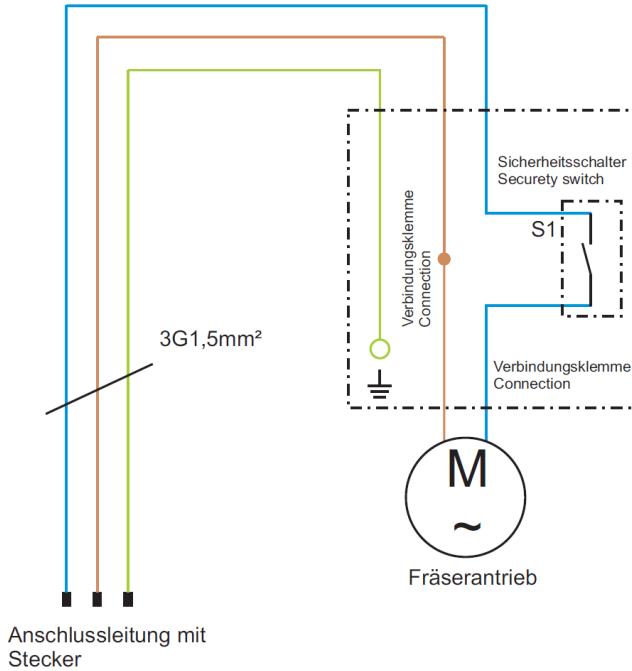 Sicherheitsschalter
Securety switch
S1
Verbindungsklemme
Connection
3G1,5mm²
Verbindungsklemme
Connection
M
~
Fräserantrieb
Anschlussleitung mit
Stecker